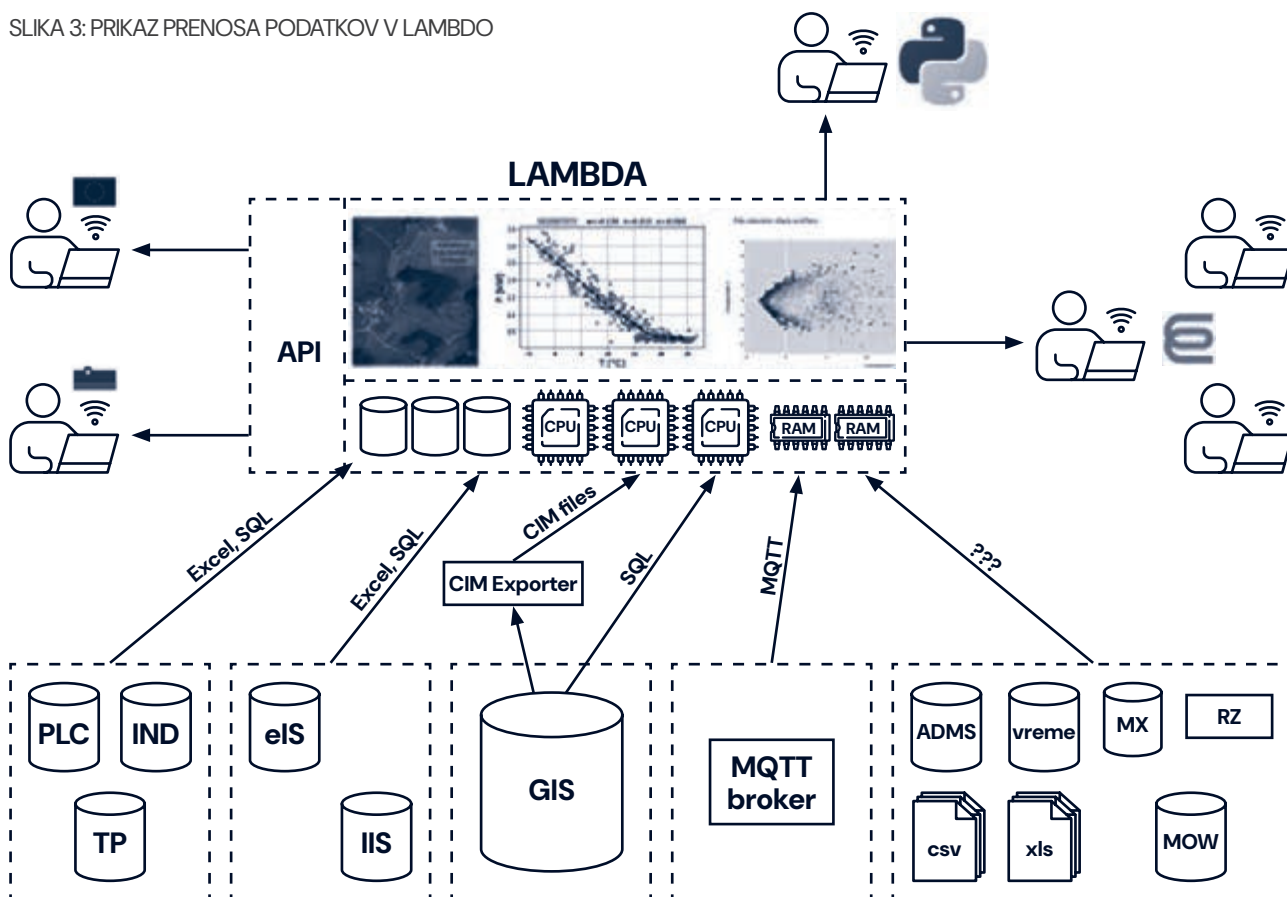 SLIKA 3: PRIKAZ PRENOSA PODATKOV V LAMBDO
LAMBDA
API
P [kW]
T [°C]
CPU
CPU
CPU
RAM
RAM
Excel, SQL
Excel, SQL
CIM files
SQL
MQTT
???
CIM Exporter
PLC
IND
TP
eIS
IIS
GIS
MQTT
broker
ADMS
vreme
MX
RZ
csv
xls
MOW